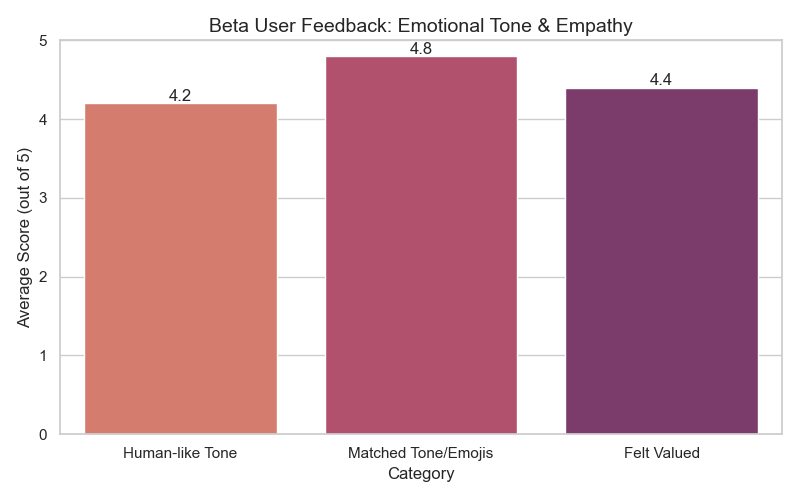 Beta User Feedback: Emotional Tone & Empathy
5
4
3
2
1
0
Average Score (out of 5)
4.2
4.8
4.4
Human-like Tone
Matched Tone/Emojis
Felt Valued
Category